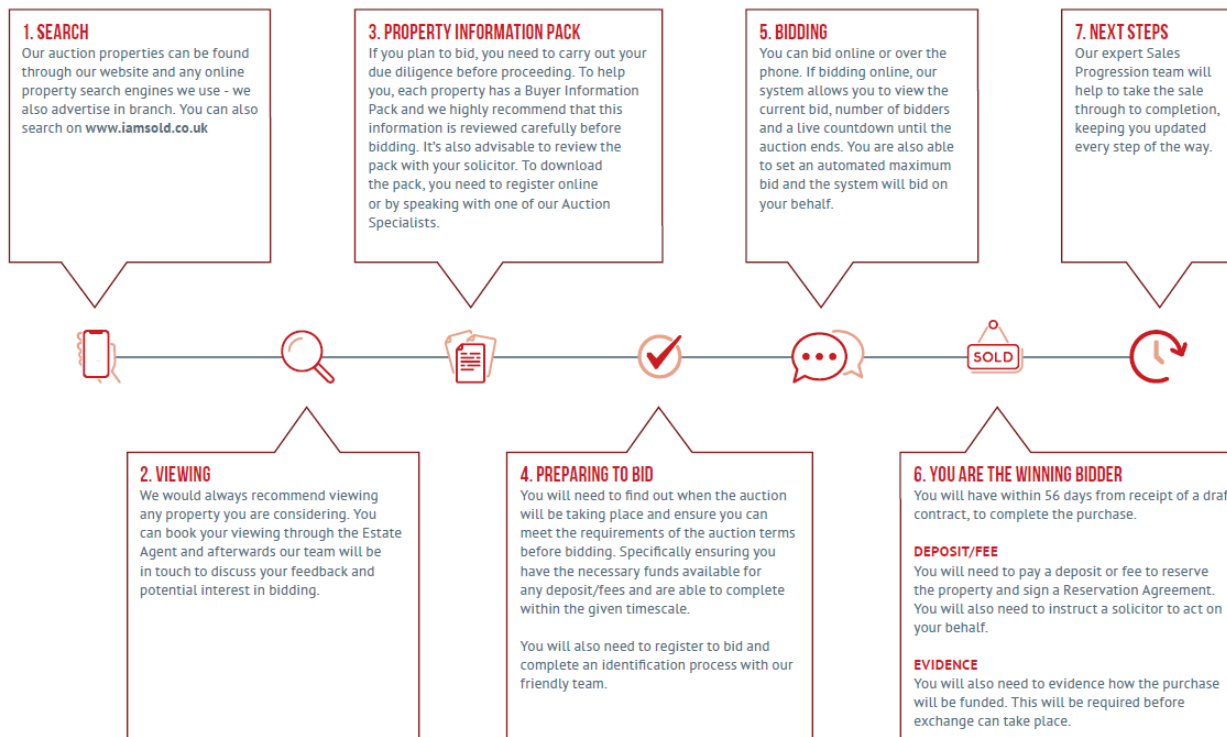 1. SEARCH
Our auction properties can be found
through our website and any online
property search engines we use - we
also advertise in branch. You can also
search on www.iamsold.co.uk
2. VIEWING
We would always recommend viewing
any property you are considering. You
can book your viewing through the Estate
Agent and afterwards our team will be
in touch to discuss your feedback and
potential interest in bidding.
3. PROPERTY INFORMATION PACK
If you plan to bid, you need to carry out your
due diligence before proceeding. To help
you, each property has a Buyer Information
Pack and we highly recommend that this
information is reviewed carefully before
bidding. It's also advisable to review the
pack with your solicitor. To download
the pack, you need to register online
or by speaking with one of our Auction
Specialists.
4. PREPARING TO BID
You will need to find out when the auction
will be taking place and ensure you can
meet the requirements of the auction terms
before bidding. Specifically ensuring you
have the necessary funds available for
any deposit/fees and are able to complete
within the given timescale.
You will also need to register to bid and
complete an identification process with our
friendly team.
5. BIDDING
You can bid online or over the
phone. If bidding online, our
system allows you to view the
current bid, number of bidders
and a live countdown until the
auction ends. You are also able
to set an automated maximum
bid and the system will bid on
your behalf.
SOLD
6. YOU ARE THE WINNING BIDDER
You will have within 56 days from receipt of a draf
contract, to complete the purchase.
DEPOSIT/FEE
You will need to pay a deposit or fee to reserve
the property and sign a Reservation Agreement.
You will also need to instruct a solicitor to act on
your behalf.
EVIDENCE
You will also need to evidence how the purchase
will be funded. This will be required before
exchange can take place.
7. NEXT STEPS
Our expert Sales
Progression team will
help to take the sale
through to completion,
keeping you updated
every step of the way.